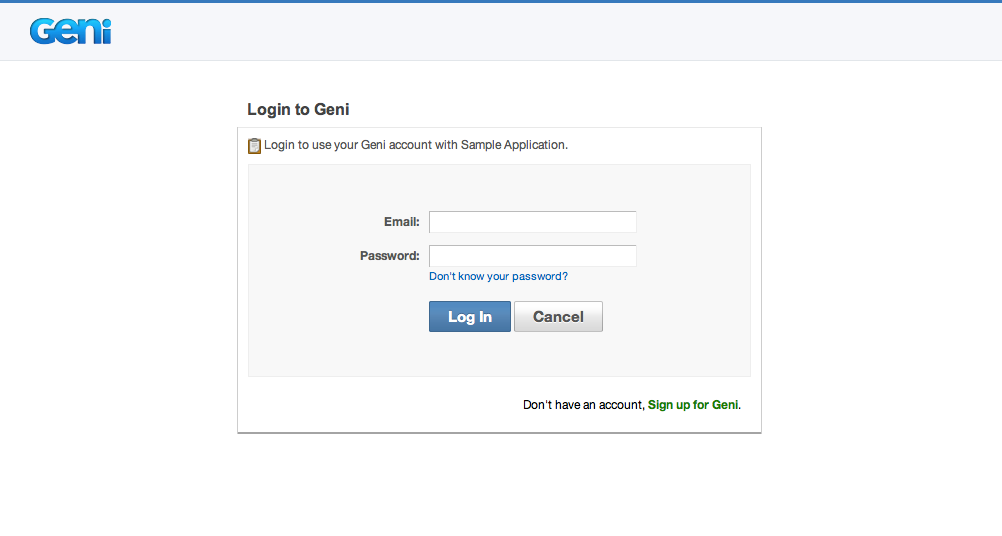 Geni
Login to Geni
Login to use your Geni account with Sample Application.
Email:
Password:
Don't know your password?
Log In Cancel
Don't have an account, Sign up for Geni.